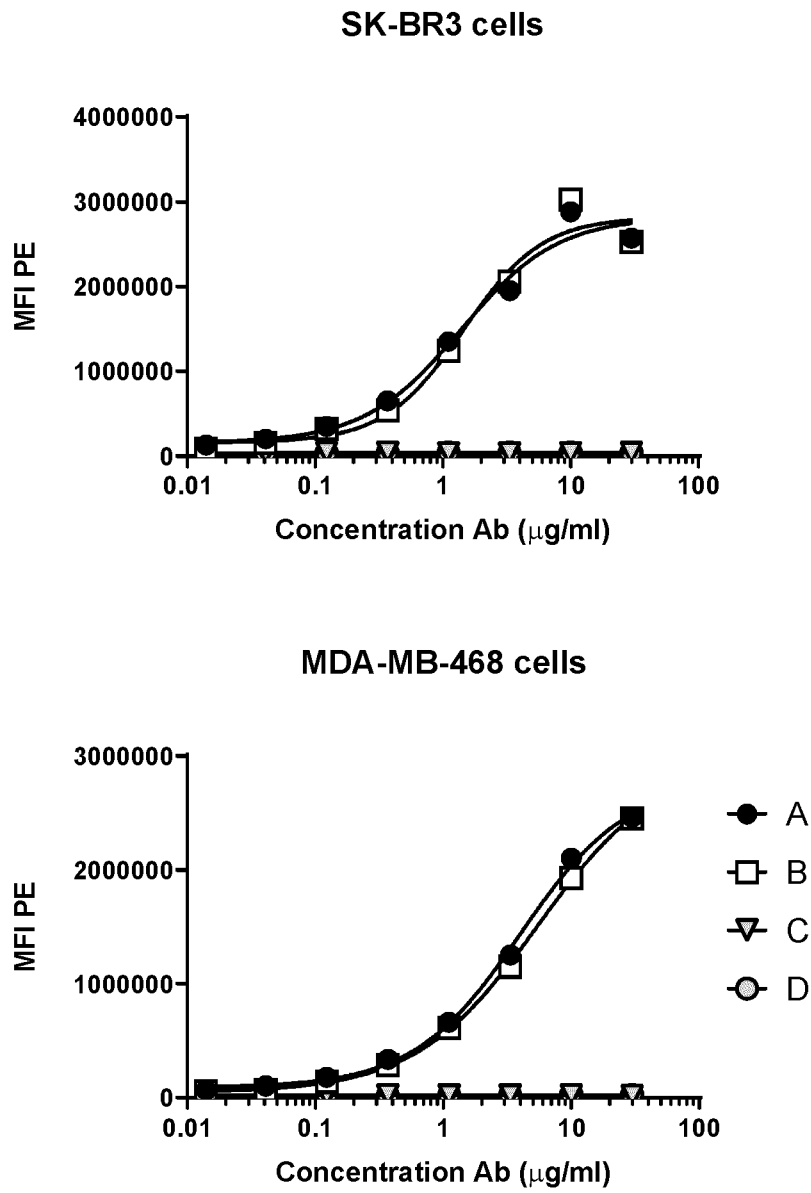 SK-BR3 cells
4000000
3000000
2000000
1000000
0
MFI PE
0.01 0.1 1 10 100
Concentration Ab (μg/ml)
MDA-MB-468 cells
3000000
2000000
1000000
0
MFI PE
0.01 0.1 1 10 100
Concentration Ab (μg/ml)
A
B
C
D